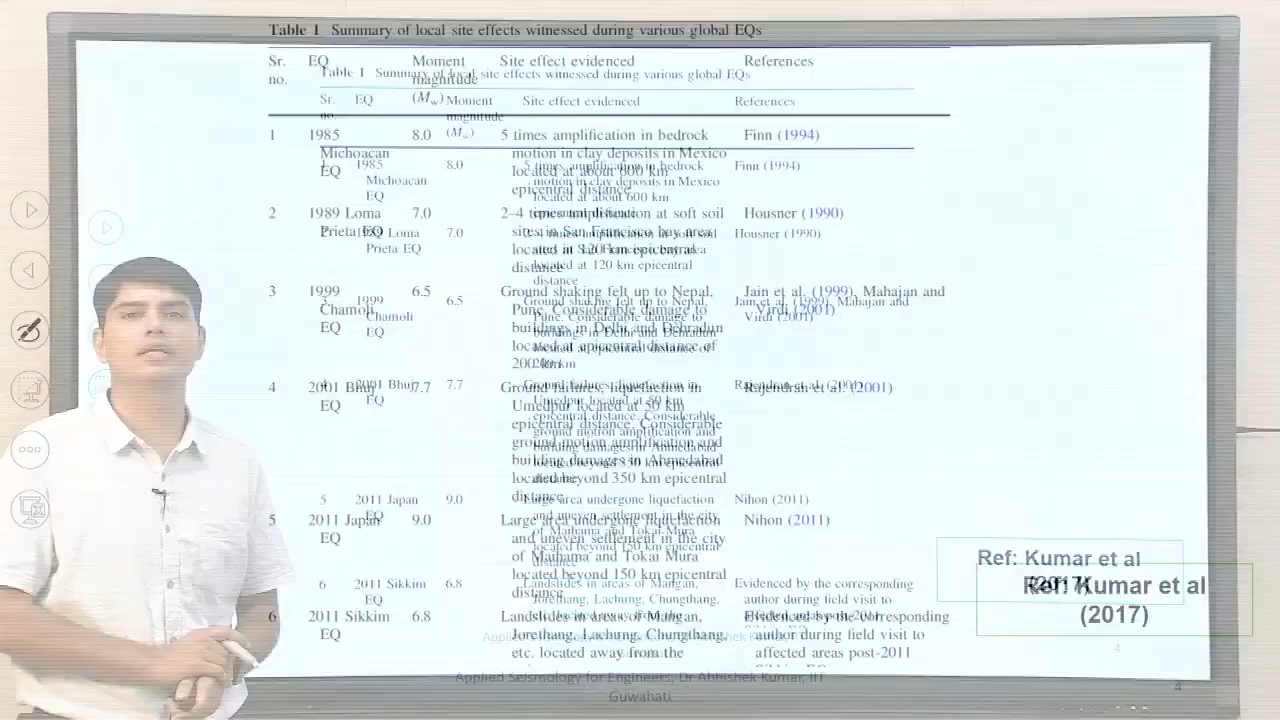 Table 1 Summary of local site effects witnessed during various global EQs
Sr. no. EQ Moment magnitude (Mw) Site effect evidenced References
1 1985 Michoacan EQ 8.0 5 times amplification in bedrock motion in clay deposits in Mexico located at about 600 km epicentral distance Finn (1994)
2 1989 Loma Prieta EQ 7.0 2–4 times amplification at soft soil sites in San Francisco bay area located at 120 km epicentral distance Housner (1990)
3 1999 Chamoli EQ 6.5 Ground shaking felt up to Nepal, Pune. Considerable damage to buildings in Delhi and Dehradun located at epicentral distance of 200 km Jain et al. (1999), Mahajan and Virdi (2001)
4 2001 Bhuj EQ 7.7 Ground failures, liquefaction in Umedpur located at 50 km epicentral distance. Considerable ground motion amplification and building damages in Ahmedabad located beyond 350 km epicentral distance Rajendran et al. (2001)
5 2011 Japan EQ 9.0 Large area undergone liquefaction and uneven settlement in the city of Maihama and Tokai Mura located beyond 150 km epicentral distance Nihon (2011)
6 2011 Sikkim EQ 6.8 Landslides in areas of Mangan, Jorethang, Lachung, Chungthang, etc. located away from the Evidenced by the corresponding author during field visit to affected areas post-2011
Ref: Kumar et al
(2017)
Applied Seismology for Engineers, Dr Abhishek Kumar, IIT
Guwahati
4